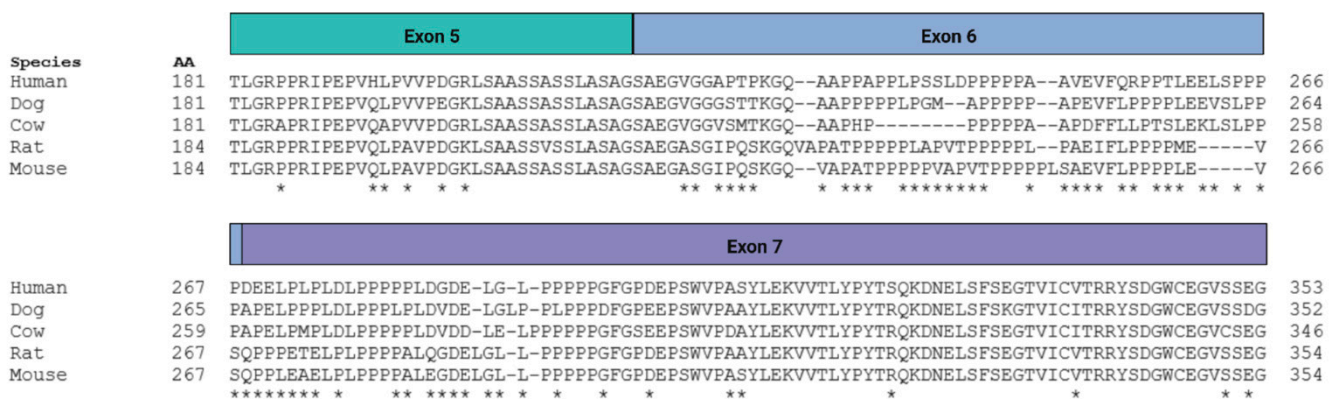 Exon 5 Exon 6
Species AA
Human 181 TLGRPPRIPEPVHLPVVPDGRLSAASSASSLASAGSAEGVGGAPTPKGQ--AAPPAPPLPSSLDPPPPPA--AVEVFQRPPTLEELSPPP 266
Dog 181 TLGRPPRIPEPVQLPVVPEGKLSAASSASSLASAGSAEGVGGGSTTKGQ--AAPPPPPLPGM--APPPPP--APEVFLPPPPLEEVSLPP 264
Cow 181 TLGRAPRIPEPVQAPVVPDGRLSAASSASSLASAGSAEGVGGVSMTKGQ--AAPHP--------PPPPPA--APDFFLLPTSLEKLSLPP 258
Rat 184 TLGRPPRIPEPVQLPAVPDGKLSAASSVSSLASAGSAEGASGIPQSKGQVAPATPPPPPLAPVTPPPPPL--PAEIFLPPPPME-----V 266
Mouse 184 TLGRPPRIPEPVQLPAVPDGKLSAASSASSLASAGSAEGASGIPQSKGQ--VAPATPPPPPPVAPVTPPPPPPLSAEVFLPPPPLE-----V 266
* ** * * * ** **** * *** ******** * **** *** ** * *
Exon 7
Human 267 PDEELPLPLDLPPPPPLDGDE-LG-L-PPPPPGFGPDEPSWVPASYLEKVVTLYPYTSQKDNELSFSEGTVICVTRRYSDGWCEGVSSEG 353
Dog 265 PAPELPPPLDLPPPLPLDVDE-LGLPP-PLPPPDFGPEEPSWVPAAYLEKVVTLYPYTRQKDNELSFSKGTVICITRRYSDGWCEGVSSDG 352
Cow 259 PAPELPMPLDLPPPPPLDVDD-LE-LPPPPPPGFGSEEPSWVPDAYLEKVVTLYPYTRQKDNELSFSEGTVICITRRYSDGWCEGVCSEG 346
Rat 267 SQPPPETELPLPPPPALQGDELGL-L-PPPPPGFGPDEPSWVPAAYLEKVVTLYPYTRQKDNELSFSEGTVICVTRRYSDGWCEGVSSEG 354
Mouse 267 SQPPLEAELPLPPPPALEGDELGL-L-PPPPPGFGPDEPSWVPASYLEKVVTLYPYTRQKDNELSFSEGTVICVTRRYSDGWCEGVSSEG 354
******** * ** **** ** * * * * ** * * * *